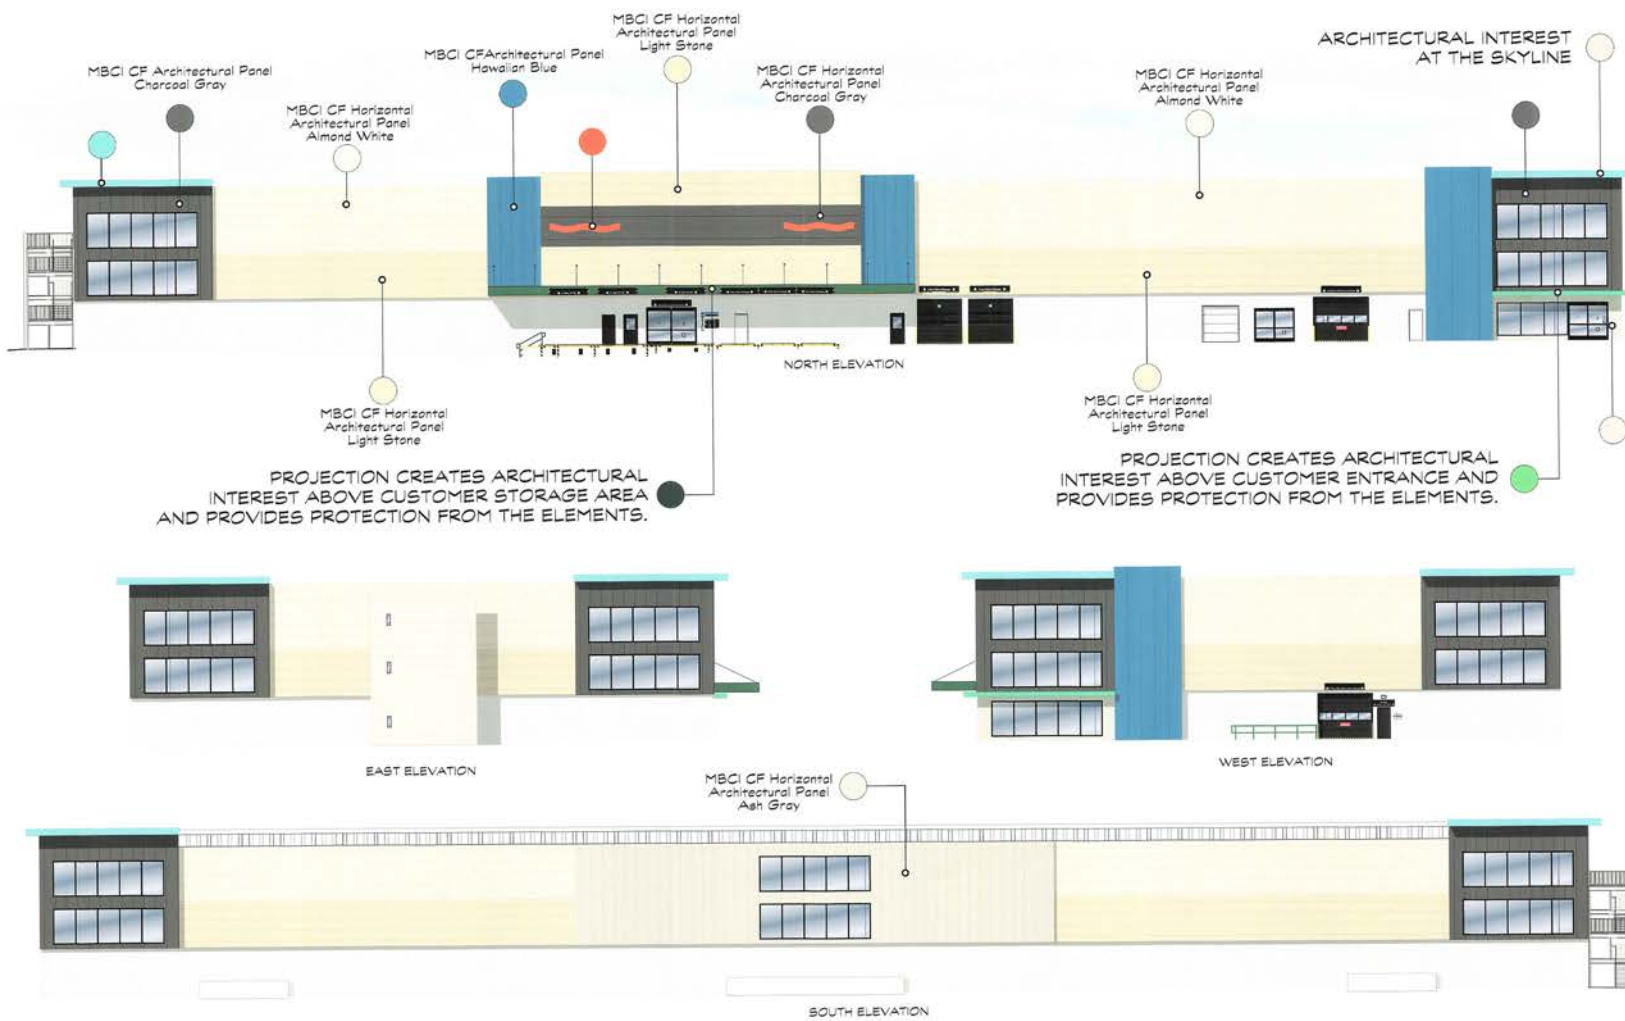 MBCI CF Horizontal
Architectural Panel
Light Stone
ARCHITECTURAL INTEREST
AT THE SKYLINE
MBCI CFArchitectural Panel
Hawaiian Blue
MBCI CF Architectural Panel
Charcoal Gray
MBCI CF Horizontal
Architectural Panel
Charcoal Gray
MBCI CF Horizontal
Architectural Panel
Almond White
MBCI CF Horizontal
Architectural Panel
Almond White
NORTH ELEVATION
MBCI CF Horizontal
Architectural Panel
Light Stone
MBCI CF Horizontal
Architectural Panel
Light Stone
PROJECTION CREATES ARCHITECTURAL
INTEREST ABOVE CUSTOMER STORAGE AREA
AND PROVIDES PROTECTION FROM THE ELEMENTS.
PROJECTION CREATES ARCHITECTURAL
INTEREST ABOVE CUSTOMER ENTRANCE AND
PROVIDES PROTECTION FROM THE ELEMENTS.
EAST ELEVATION
WEST ELEVATION
MBCI CF Horizontal
Architectural Panel
Ash Gray
SOUTH ELEVATION